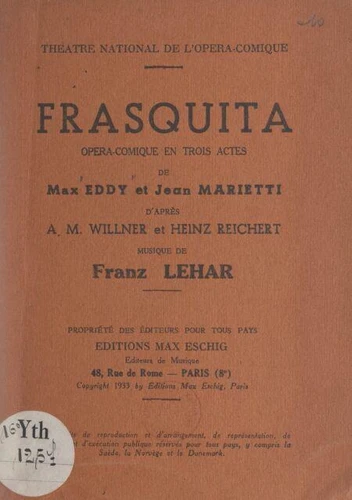 THEATRE NATIONAL DE L'OPERA-COMIQUE
FRASQUITA
OPERA-COMIQUE EN TROIS ACTES
DE
Max EDDY et Jean MARIETTI
D'APRÈS
A. M. WILLNER et HEINZ REICHERT
MUSIQUE DE
Franz LEHAR
PROPRIÉTÉ DES ÉDITEURS POUR TOUS PAYS
EDITIONS MAX ESCHIG
Editeurs de Musique
48, Rue de Rome — PARIS (8e)
Copyright 1933 by Editions Max Eschig, Paris
de reproduction et d'arrangement, de représentation, de
d'exécution publique réservés pour tous pays, y compris la
Suède, la Norvège et le Danemark.
Yth